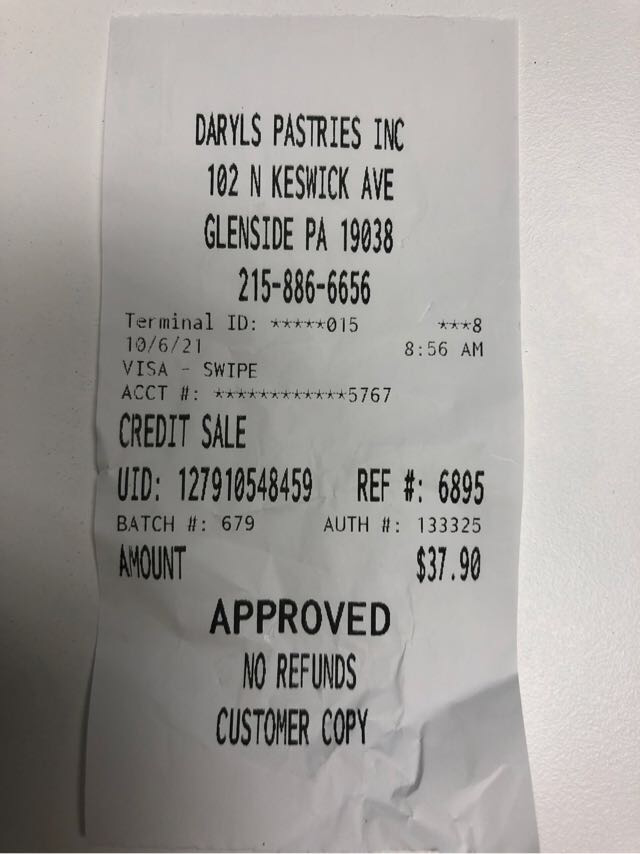 DARYLS PASTRIES INC
102 N KESWICK AVE
GLENSIDE PA 19038
215-886-6656
Terminal ID: *****015 ***8
10/6/21 8:56 AM
VISA - SWIPE
ACCT #: ************5767
CREDIT SALE
UID: 127910548459 REF #: 6895
BATCH #: 679 AUTH #: 133325
AMOUNT $37.90
APPROVED
NO REFUNDS
CUSTOMER COPY